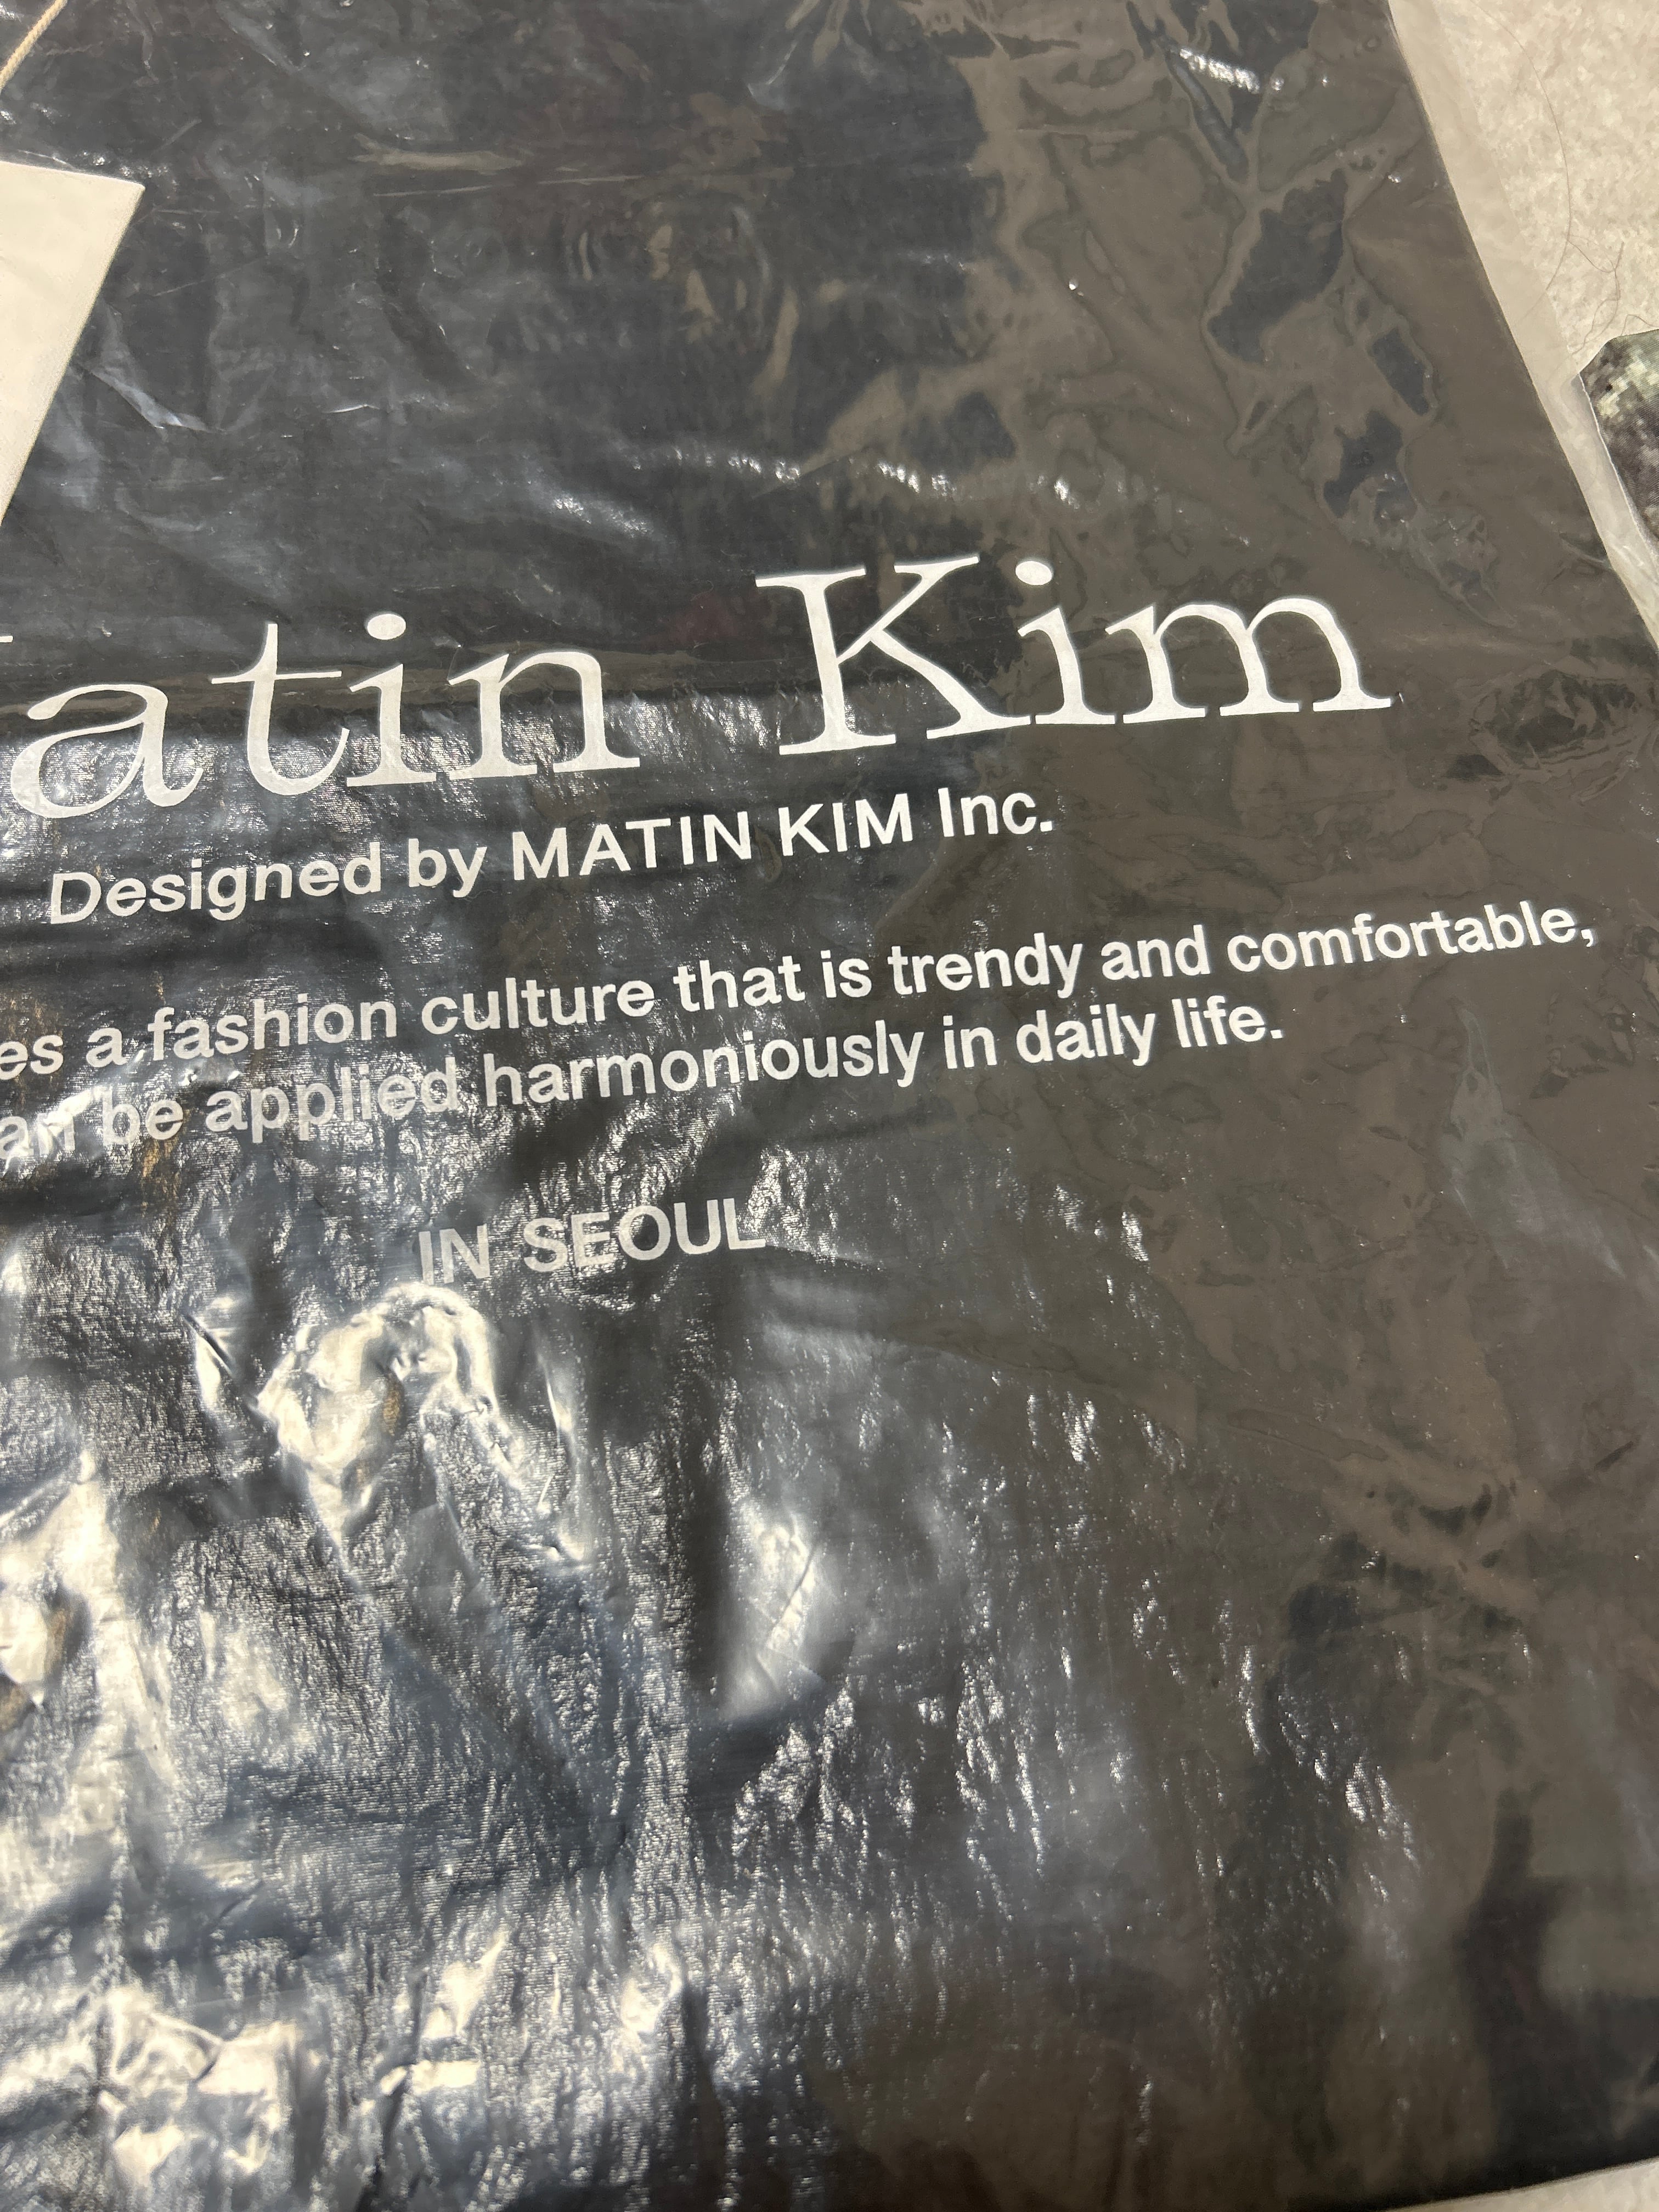 atin Kim
Designed by MATIN KIM Inc.
es a fashion culture that is trendy and comfortable,
an be applied harmoniously in daily life.
IN SEOUL